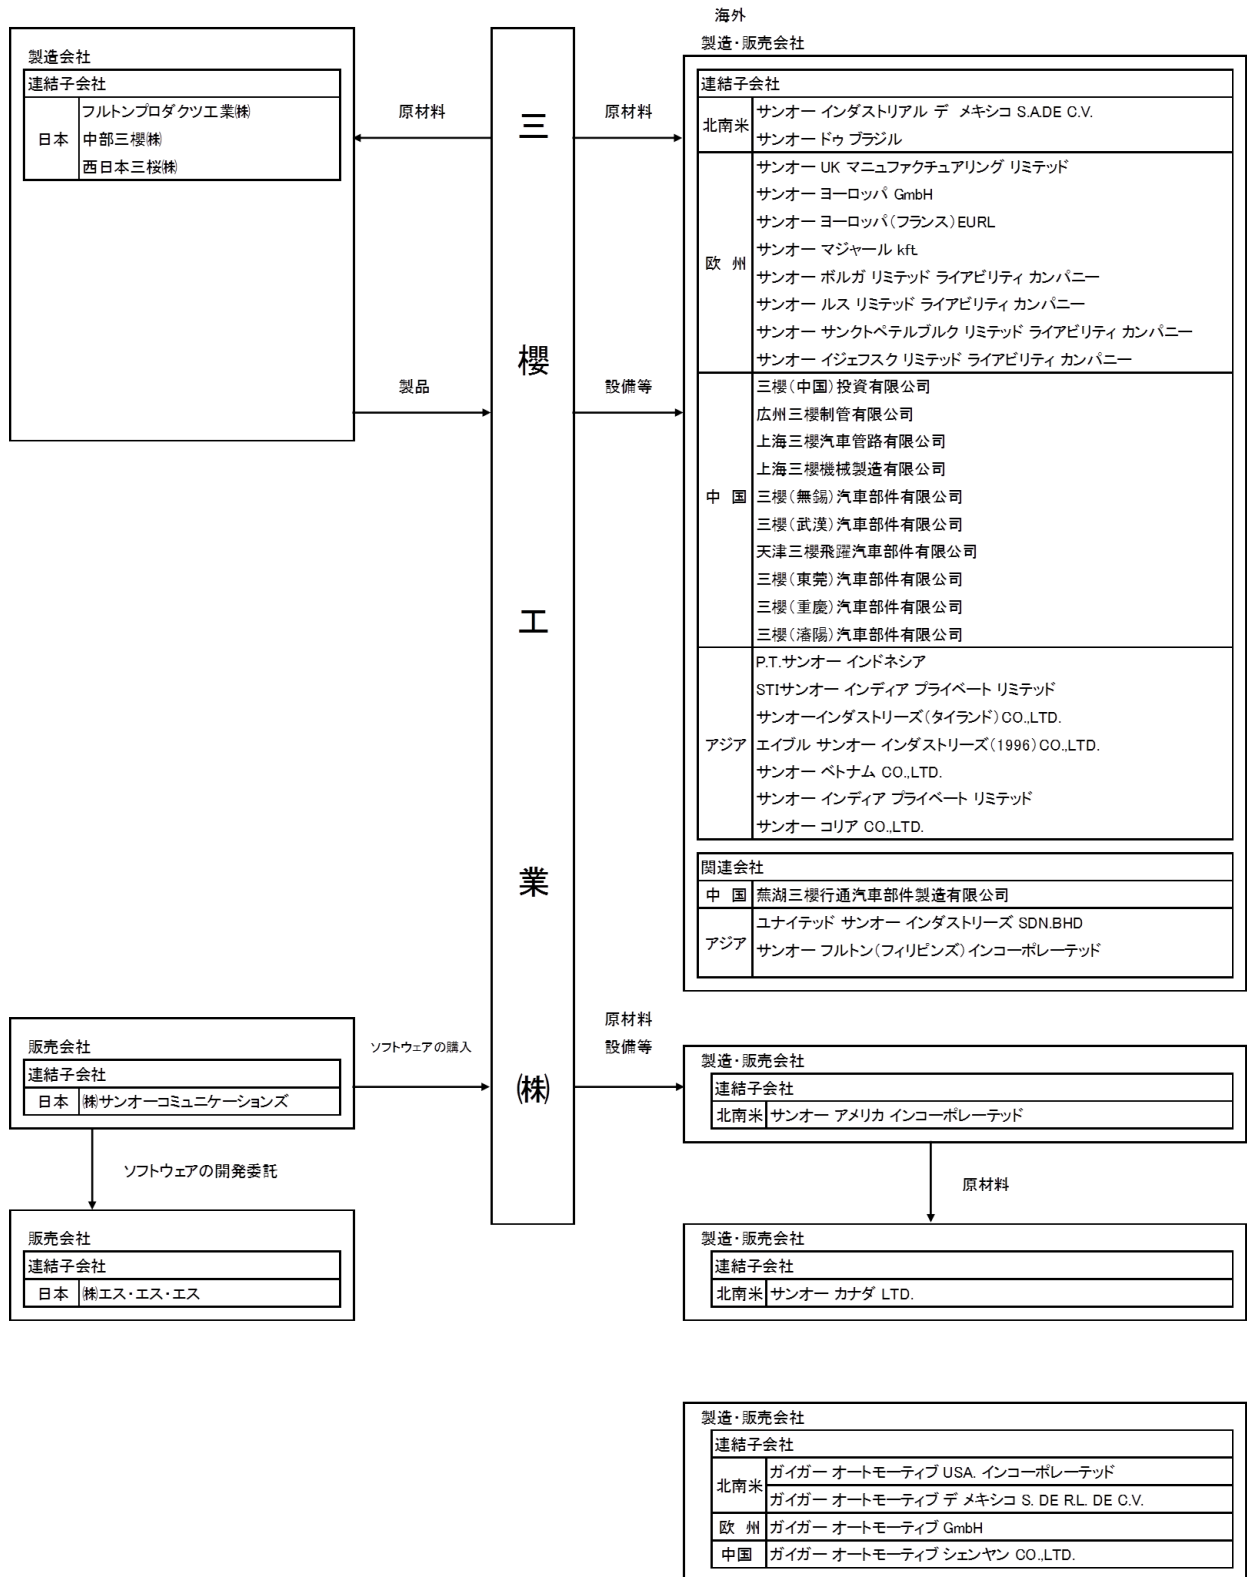 海外
製造・販売会社
製造会社
連結子会社
日本
フルトンプロダクツ工業㈱
中部三櫻㈱
西日本三桜㈱
原材料
製品
三
櫻
工
業
㈱
原材料
設備等
連結子会社
北南米
サンオー インダストリアル デ メキシコ S.A.DE C.V.
サンオー ドゥ ブラジル
欧 州
サンオー UK マニュファクチュアリング リミテッド
サンオー ヨーロッパ GmbH
サンオー ヨーロッパ（フランス）EURL
サンオー マジャール kft.
サンオー ボルガ リミテッド ライアビリティ カンパニー
サンオー ルス リミテッド ライアビリティ カンパニー
サンオー サンクトペテルブルク リミテッド ライアビリティ カンパニー
サンオー イジェフスク リミテッド ライアビリティ カンパニー
中 国
三櫻（中国）投資有限公司
広州三櫻制管有限公司
上海三櫻汽車管路有限公司
上海三櫻機械製造有限公司
三櫻（無錫）汽車部件有限公司
三櫻（武漢）汽車部件有限公司
天津三櫻飛躍汽車部件有限公司
三櫻（東莞）汽車部件有限公司
三櫻（重慶）汽車部件有限公司
三櫻（瀋陽）汽車部件有限公司
アジア
P.T.サンオー インドネシア
STIサンオー インディア プライベート リミテッド
サンオーインダストリーズ（タイランド）CO.,LTD.
エイブル サンオー インダストリーズ（1996）CO.,LTD.
サンオー ベトナム CO.,LTD.
サンオー インディア プライベート リミテッド
サンオー コリア CO.,LTD.
関連会社
中 国
蕪湖三櫻行通汽車部件製造有限公司
アジア
ユナイテッド サンオー インダストリーズ SDN.BHD
サンオー フルトン（フィリピンズ）インコーポレーテッド
販売会社
連結子会社
日本
㈱サンオーコミュニケーションズ
ソフトウェアの購入
原材料
設備等
製造・販売会社
連結子会社
北南米
サンオー アメリカ インコーポレーテッド
ソフトウェアの開発委託
原材料
販売会社
連結子会社
日本
㈱エス・エス・エス
製造・販売会社
連結子会社
北南米
サンオー カナダ LTD.
製造・販売会社
連結子会社
北南米
ガイガー オートモーティブ USA. インコーポレーテッド
ガイガー オートモーティブ デ メキシコ S. DE R.L. DE C.V.
欧 州
ガイガー オートモーティブ GmbH
中国
ガイガー オートモーティブ シェンヤン CO.,LTD.